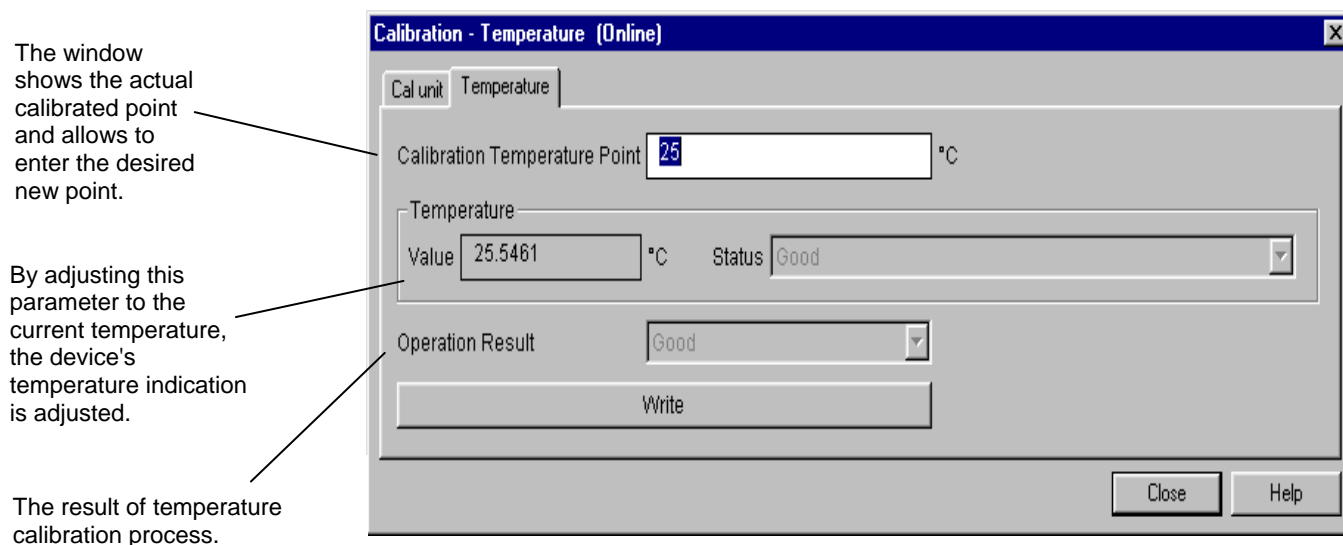 The window
shows the actual
calibrated point
and allows to
enter the desired
new point.
By adjusting this
parameter to the
current temperature,
the device's
temperature indication
is adjusted.
The result of temperature
calibration process.
Calibration - Temperature (Online)
Cal unit Temperature
Calibration Temperature Point 25 °C
Temperature
Value 25.5461 °C Status Good
Operation Result Good
Write
Close Help